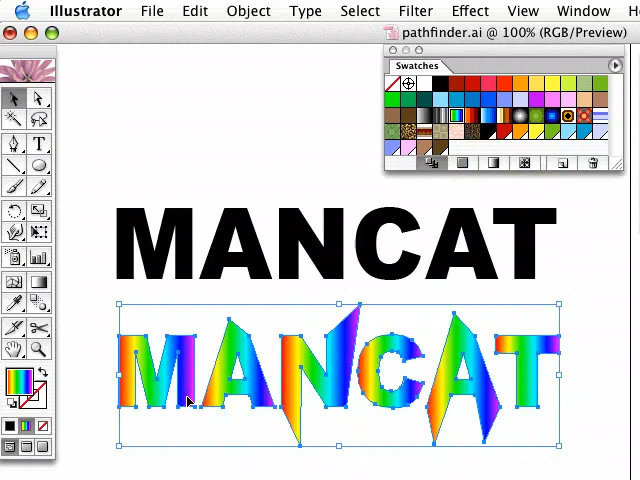 Illustrator File Edit Object Type Select Filter Effect View Window H
pathfinder.ai @ 100% (RGB/Preview)
Swatches
T
MANCAT
MANCAT